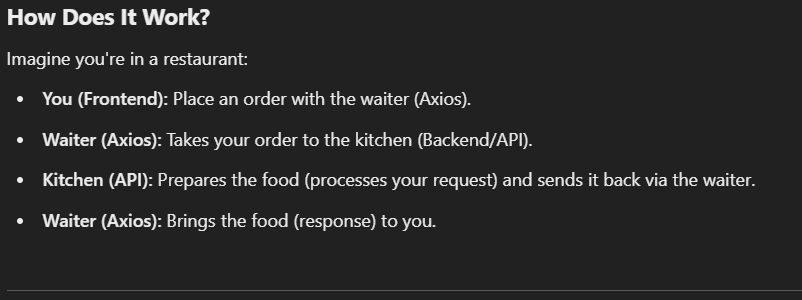 How Does It Work?
Imagine you're in a restaurant:
• You (Frontend): Place an order with the waiter (Axios).
• Waiter (Axios): Takes your order to the kitchen (Backend/API).
• Kitchen (API): Prepares the food (processes your request) and sends it back via the waiter.
• Waiter (Axios): Brings the food (response) to you.